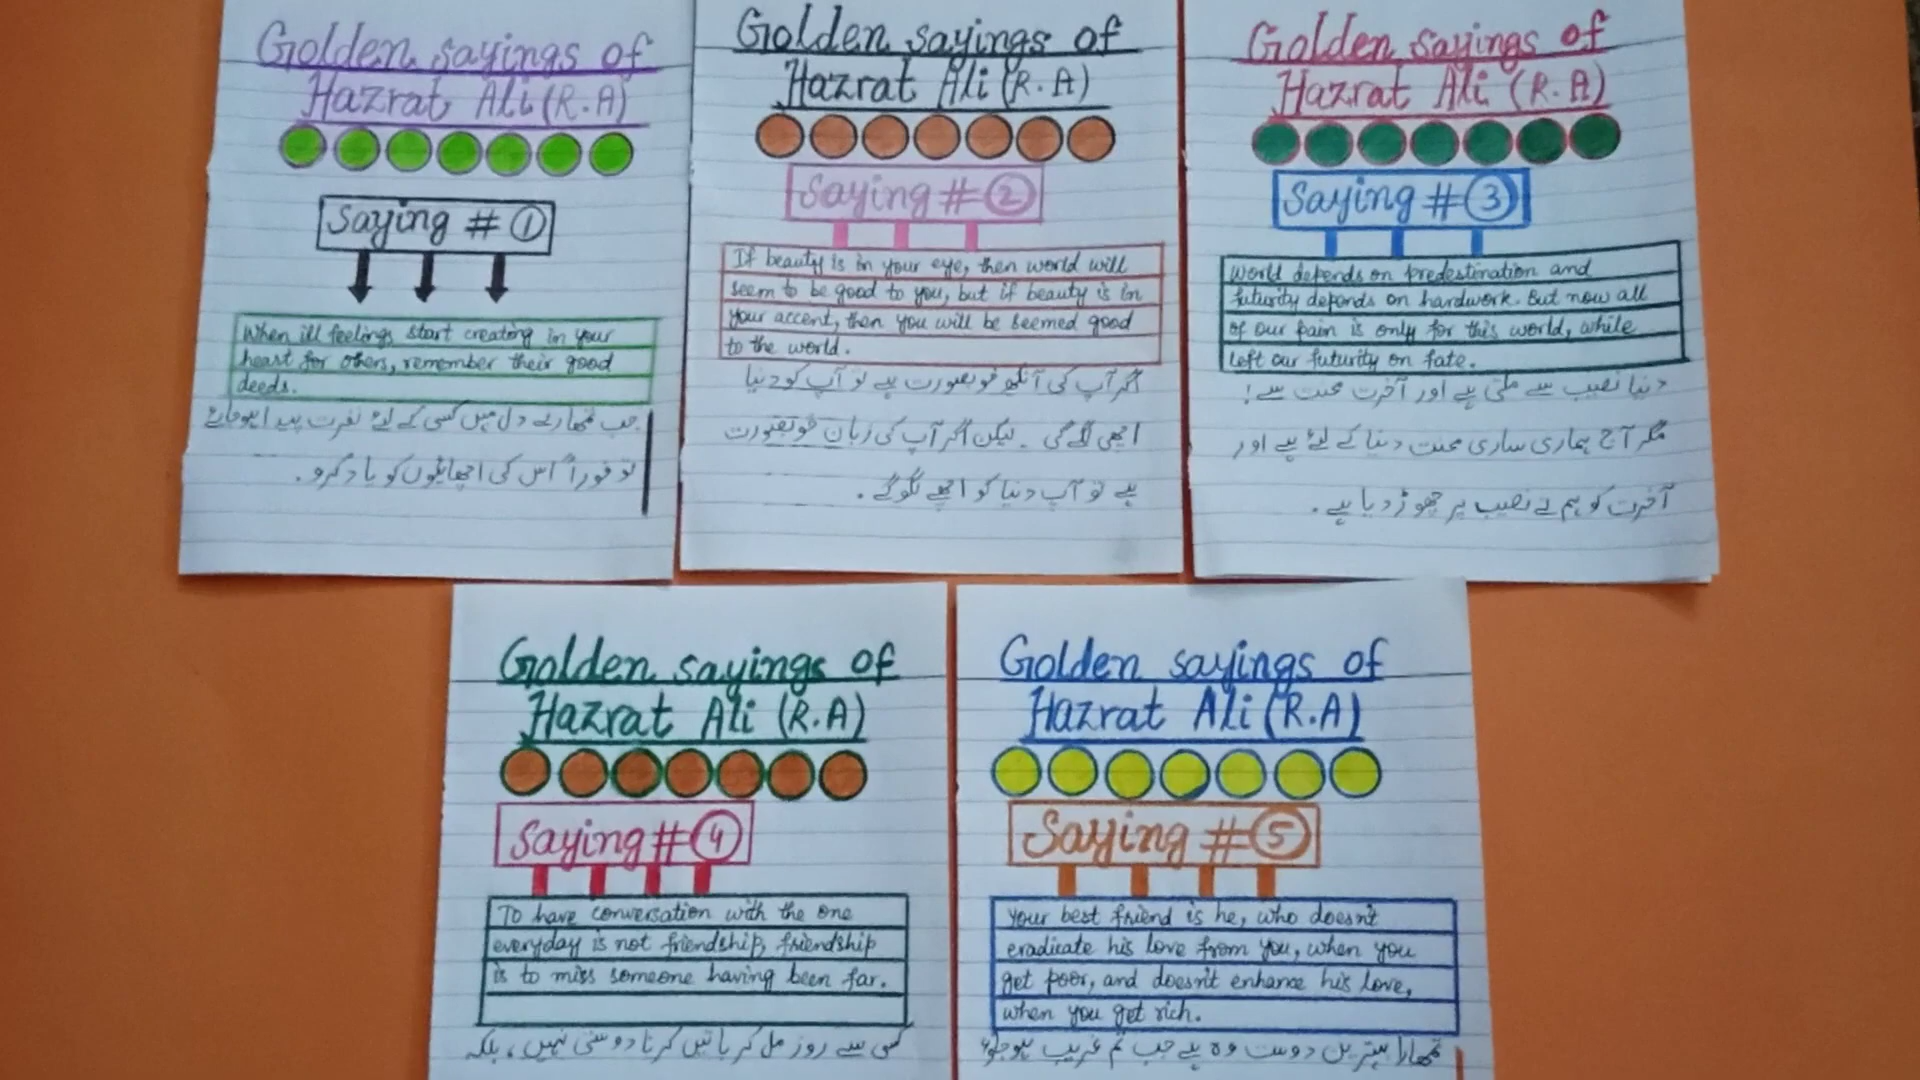 Golden sayings of
Hazrat Ali (R.A)
Saying # 1
When ill feelings start creating in your
heart for others, remember their good
deeds.
جب تمھارے دل میں کسی کے لئے نفرت پیدا ہوجائے
تو فوراً اس کی اچھائیوں کو یاد کرو.
Golden sayings of
Hazrat Ali (R.A)
Saying # 2
If beauty is in your eye, then world will
seem to be good to you, but if beauty is in
your accent, then you will be seemed good
to the world.
اگر آپ کی آنکھ خوبصورت ہے تو آپ کو دنیا
اچھی لگے گی ۔ لیکن اگر آپ کی زبان خوبصورت
ہے تو آپ دنیا کو اچھے لگو گے.
Golden sayings of
Hazrat Ali (R.A)
Saying # 3
World depends on predestination and
futurity depends on hardwork. But now all
of our pain is only for this world, while
left our futurity on fate.
دنیا نصیب سے ملتی ہے اور آخرت محنت سے!
مگر آج ہماری ساری محنت دنیا کے لئے ہے اور
آخرت کو ہم نے نصیب پر چھوڑ دیا ہے.
Golden sayings of
Hazrat Ali (R.A)
Saying # 4
To have conversation with the one
everyday is not friendship, friendship
is to miss someone having been far.
کسی سے روز مل کر باتیں کرنا دوستی نہیں، بلکہ
Golden sayings of
Hazrat Ali (R.A)
Saying # 5
Your best friend is he, who doesn't
eradicate his love from you, when you
get poor, and doesn't enhance his love,
when you get rich.
تمھارا بہترین دوست وہ ہے جب تم غریب ہوجاؤ